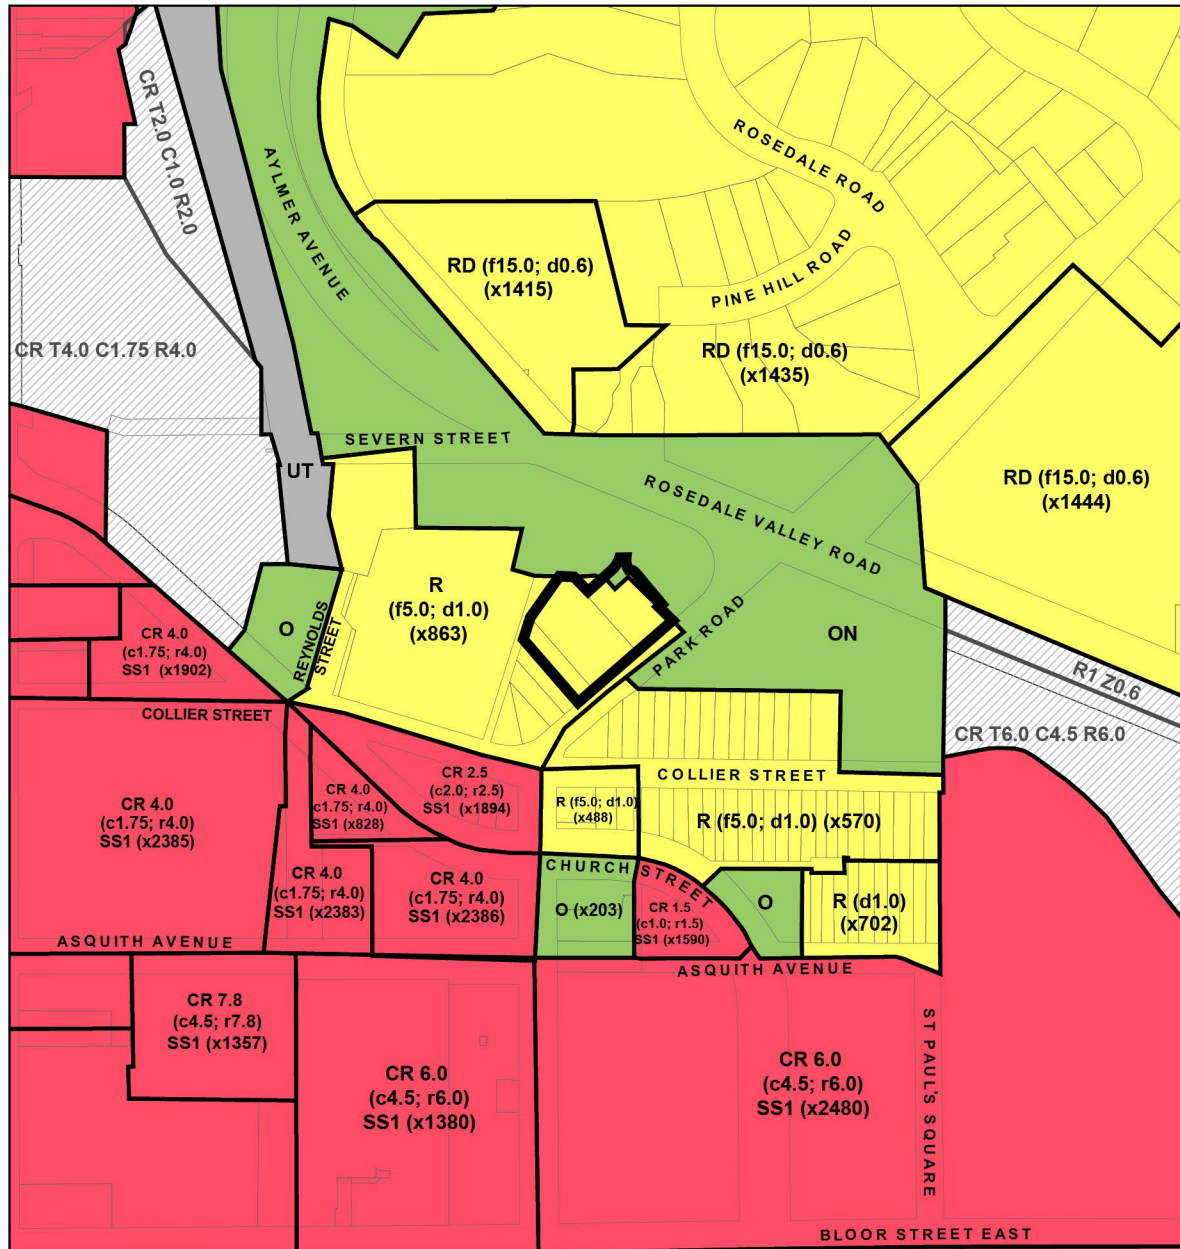 CR T2.0 C1.0 R2.0
AYLMER AVENUE
ROSEDALE ROAD
PINE HILL ROAD
RD (f15.0; d0.6)
(x1415)
CR T4.0 C1.75 R4.0
RD (f15.0; d0.6)
(x1435)
SEVERN STREET
UT
ROSEDALE VALLEY ROAD
RD (f15.0; d0.6)
(x1444)
R
(f5.0; d1.0)
(x863)
O
REYNOLDS
STREET
CR 4.0
(c1.75; r4.0)
SS1 (x1902)
PARK ROAD
ON
R1 Z0.6
CR T6.0 C4.5 R6.0
COLLIER STREET
COLLIER STREET
CR 4.0
(c1.75; r4.0)
SS1 (x2385)
CR 4.0
(c1.75; r4.0)
SS1 (x828)
CR 2.5
(c2.0; r2.5)
SS1 (x1894)
R (f5.0; d1.0)
(x488)
R (f5.0; d1.0) (x570)
CHURCH STREET
CR 4.0
(c1.75; r4.0)
SS1 (x2383)
CR 4.0
(c1.75; r4.0)
SS1 (x2386)
O (x203)
CR 1.5
(c1.0; r1.5)
SS1 (x1590)
O
R (d1.0)
(x702)
ASQUITH AVENUE
ASQUITH AVENUE
CR 7.8
(c4.5; r7.8)
SS1 (x1357)
CR 6.0
(c4.5; r6.0)
SS1 (x1380)
CR 6.0
(c4.5; r6.0)
SS1 (x2480)
ST PAUL'S SQUARE
BLOOR STREET EAST